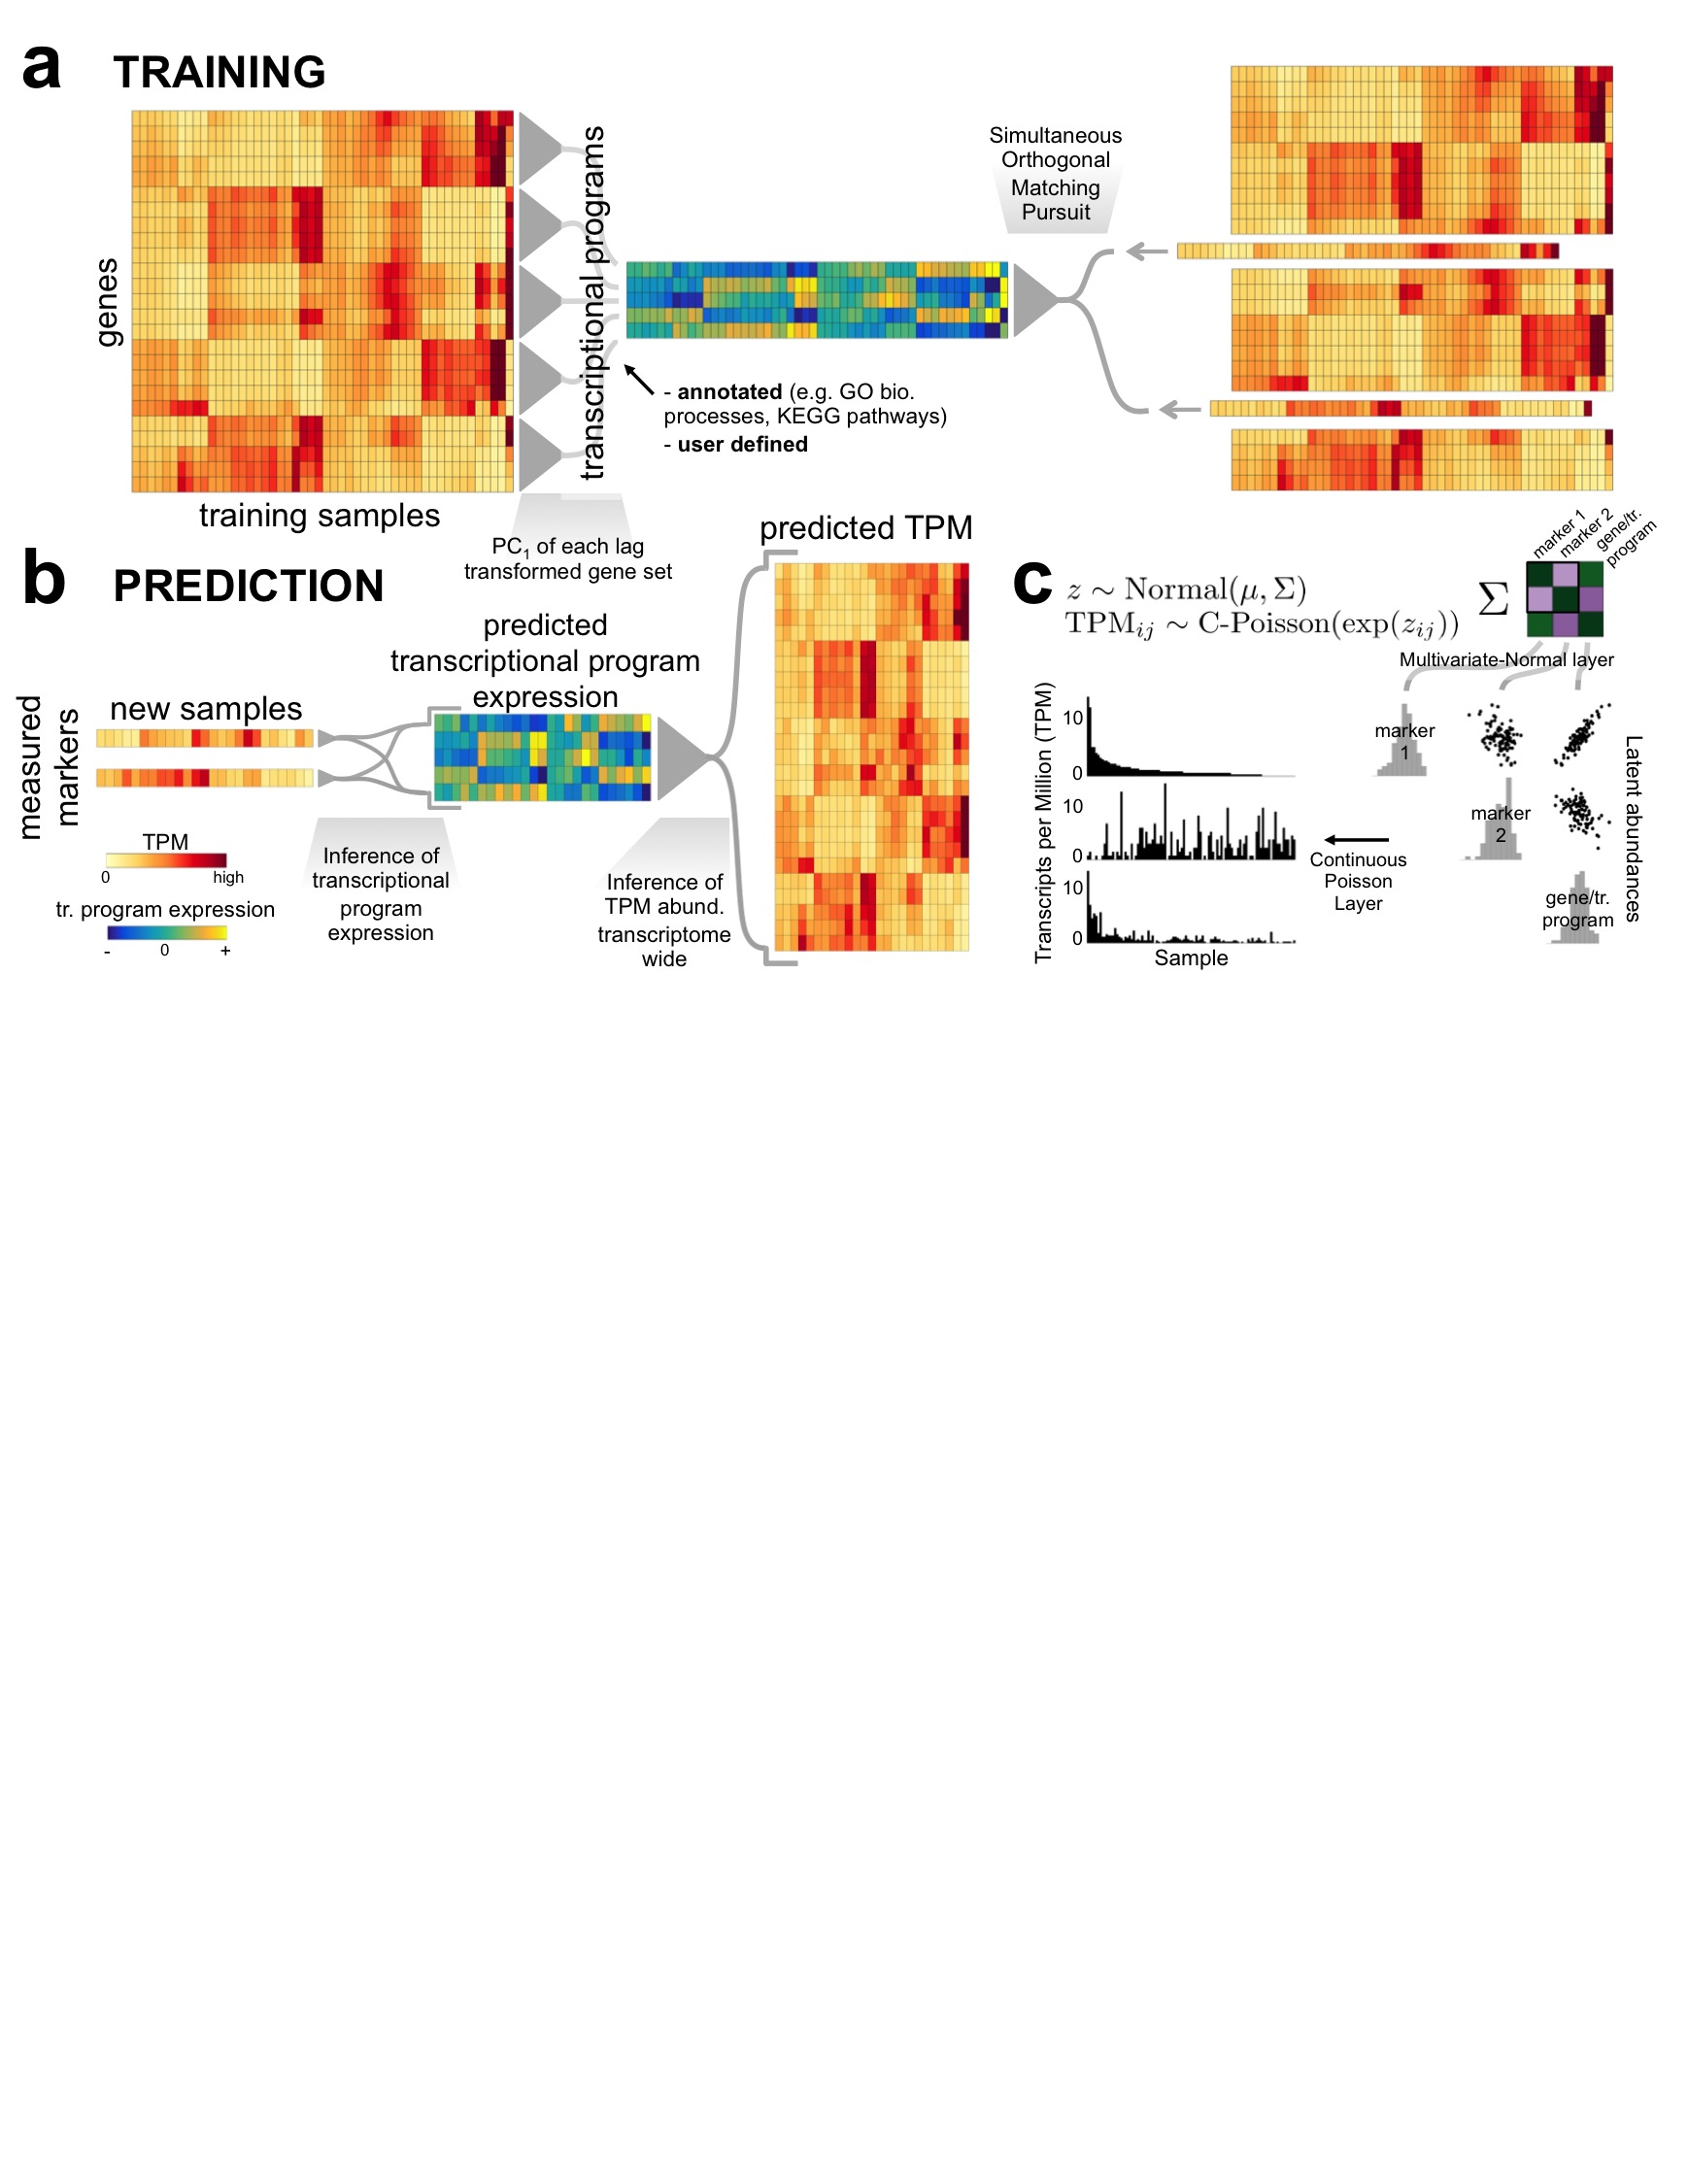 a TRAINING
genes
training samples
transcriptional programs
PC₁ of each lag
transformed gene set
- annotated (e.g. GO bio.
processes, KEGG pathways)
- user defined
Simultaneous
Orthogonal
Matching
Pursuit
b PREDICTION
measured
markers
new samples
predicted
transcriptional program
expression
predicted TPM
TPM
0 high
tr. program expression
- 0 +
Inference of
transcriptional
program
expression
Inference of
TPM abund.
transcriptome
wide
c
z ∼ Normal(μ, Σ)
TPMᵢⱼ ∼ C-Poisson(exp(zᵢⱼ))
Σ
marker 1
marker 2
gene/tr.
program
Multivariate-Normal layer
Transcripts per Million (TPM)
10
0
10
0
10
0
Sample
Continuous
Poisson
Layer
marker
1
marker
2
gene/tr.
program
Latent abundances